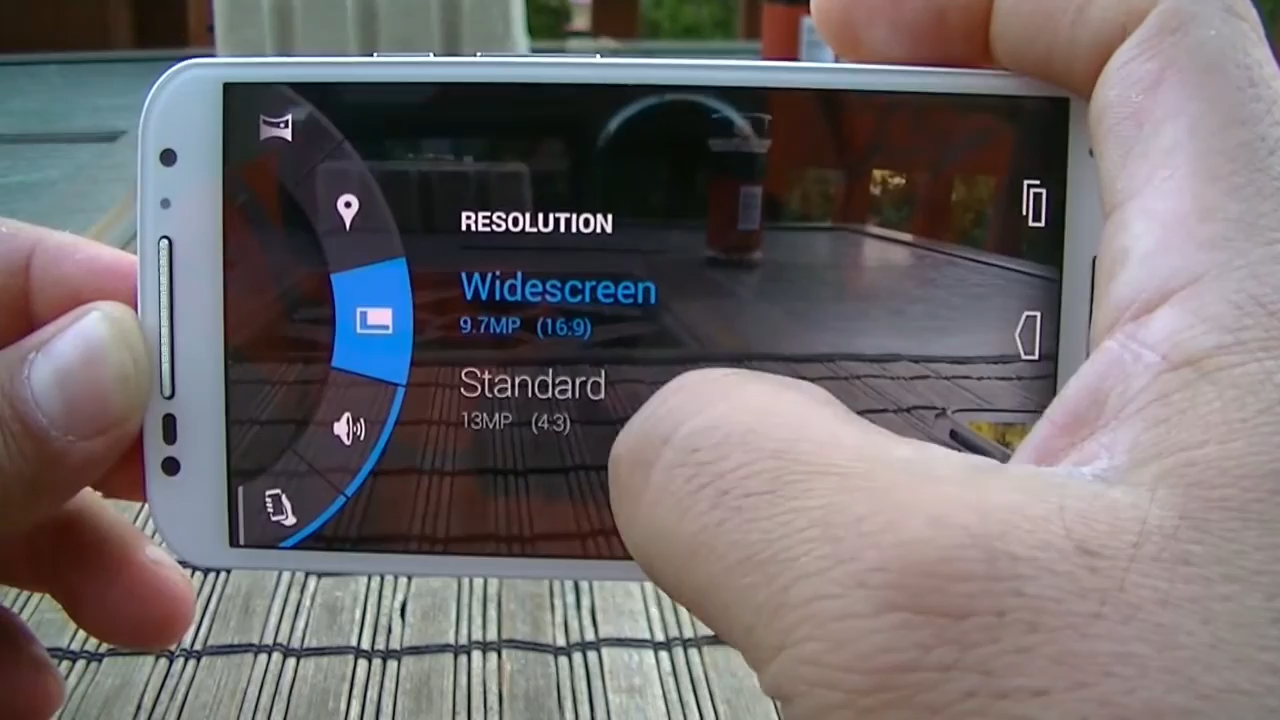 RESOLUTION
Widescreen
9.7MP (16:9)
Standard
13MP (4:3)